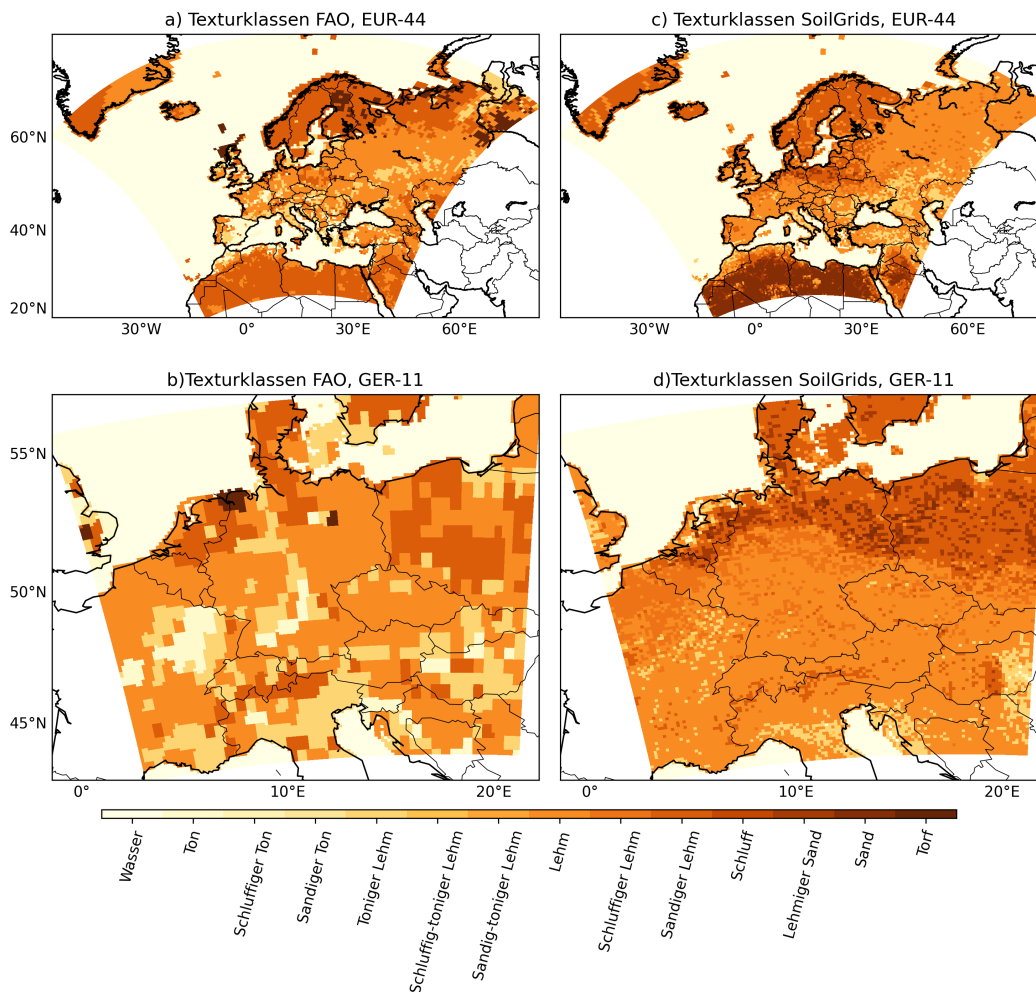 a) Texturklassen FAO, EUR-44
c) Texturklassen SoilGrids, EUR-44
60°N
40°N
20°N
30°W
0°
30°E
60°E
30°W
0°
30°E
60°E
b)Texturklassen FAO, GER-11
d)Texturklassen SoilGrids, GER-11
55°N
50°N
45°N
0°
10°E
20°E
0°
10°E
20°E
Wasser
Ton
Schluffiger Ton
Sandiger Ton
Toniger Lehm
Schluffig-toniger Lehm
Sandig-toniger Lehm
Lehm
Schluffiger Lehm
Sandiger Lehm
Schluff
Lehmiger Sand
Sand
Torf